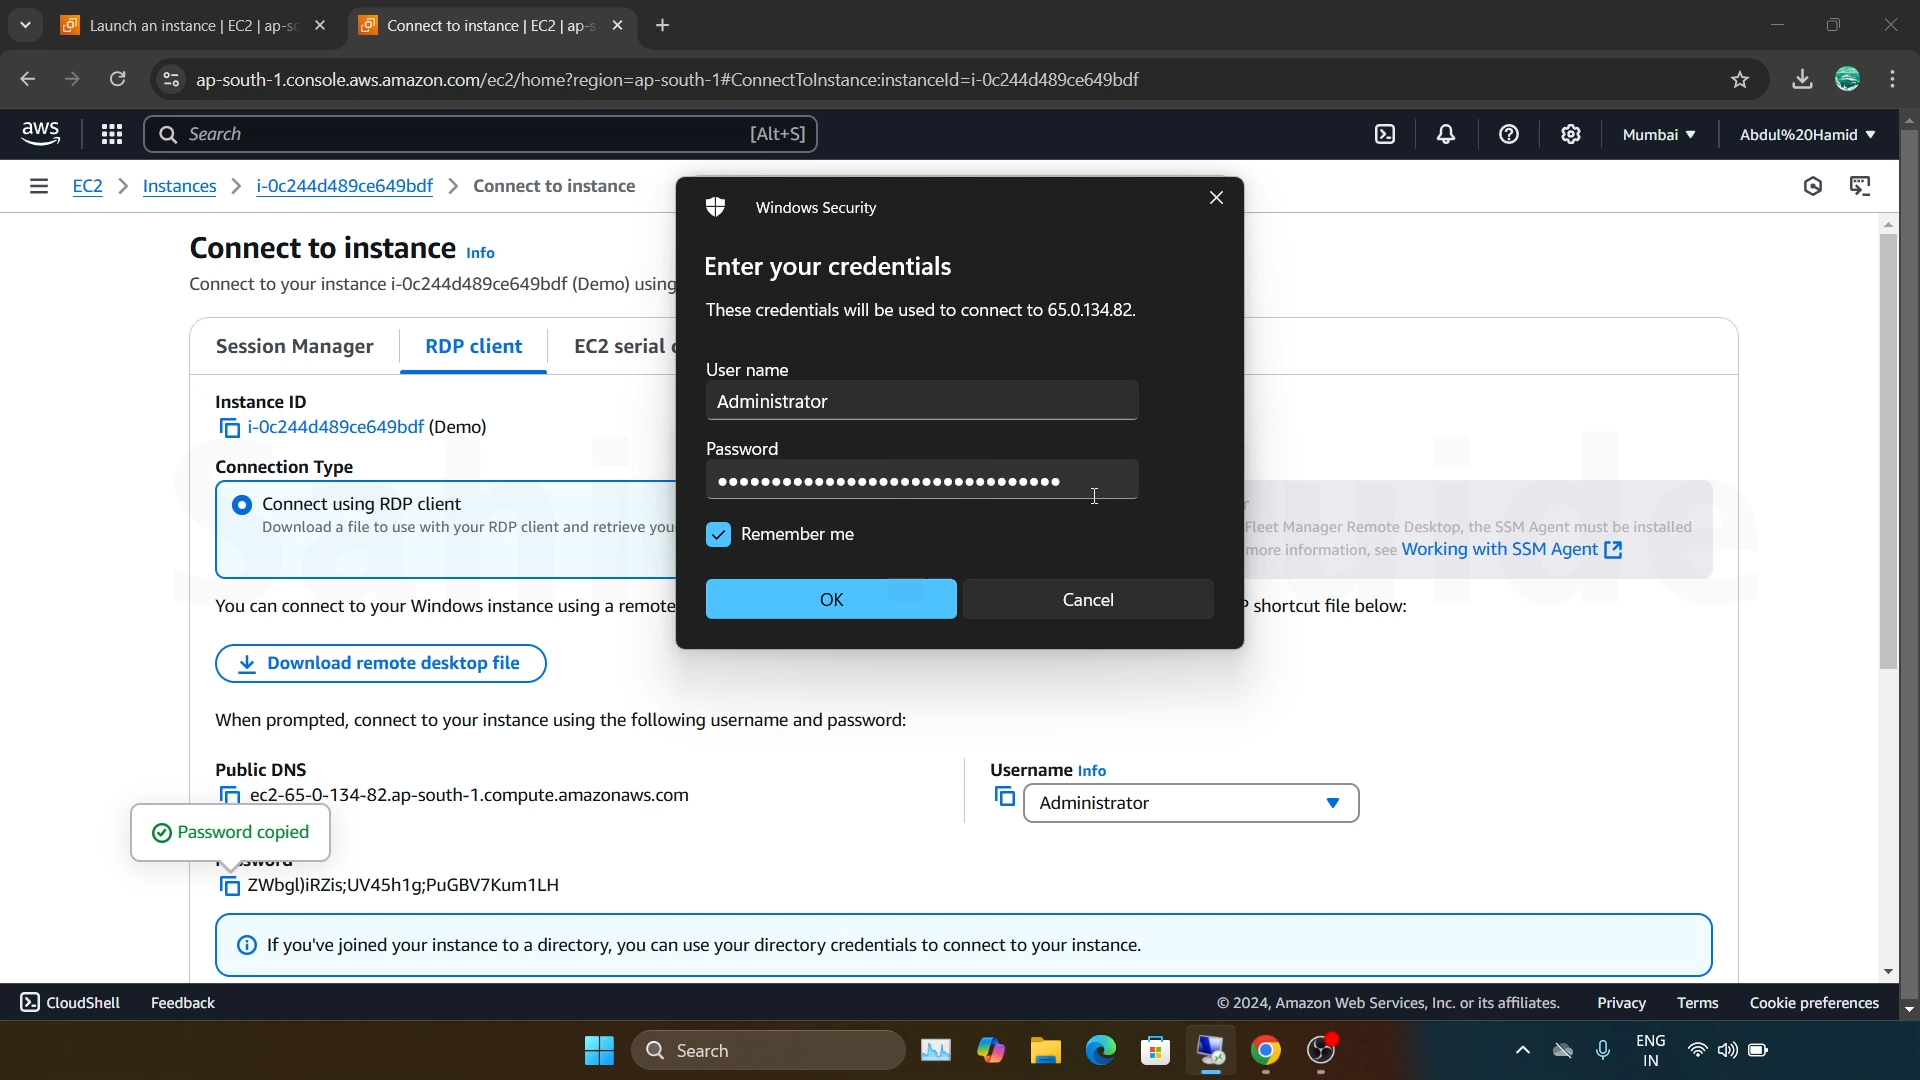 Launch an instance | EC2 | ap-s
Connect to instance | EC2 | ap-s
ap-south-1.console.aws.amazon.com/ec2/home?region=ap-south-1#ConnectToInstance:instanceId=i-0c244d489ce649bdf
aws
Search
[Alt+S]
Mumbai
Abdul%20Hamid
EC2
Instances
i-0c244d489ce649bdf
Connect to instance
Connect to instance Info
Connect to your instance i-0c244d489ce649bdf (Demo) using
Session Manager
RDP client
EC2 serial
Instance ID
i-0c244d489ce649bdf (Demo)
Connection Type
Connect using RDP client
Download a file to use with your RDP client and retrieve you
Fleet Manager Remote Desktop, the SSM Agent must be installed
more information, see Working with SSM Agent
You can connect to your Windows instance using a remote
shortcut file below:
Download remote desktop file
When prompted, connect to your instance using the following username and password:
Public DNS
ec2-65-0-134-82.ap-south-1.compute.amazonaws.com
Username Info
Administrator
Password copied
Password
ZWbgl)iRZis;UV45h1g;PuGBV7Kum1LH
If you've joined your instance to a directory, you can use your directory credentials to connect to your instance.
Windows Security
Enter your credentials
These credentials will be used to connect to 65.0.134.82.
User name
Administrator
Password
Remember me
OK
Cancel
CloudShell
Feedback
© 2024, Amazon Web Services, Inc. or its affiliates.
Privacy
Terms
Cookie preferences
Search
ENG
IN